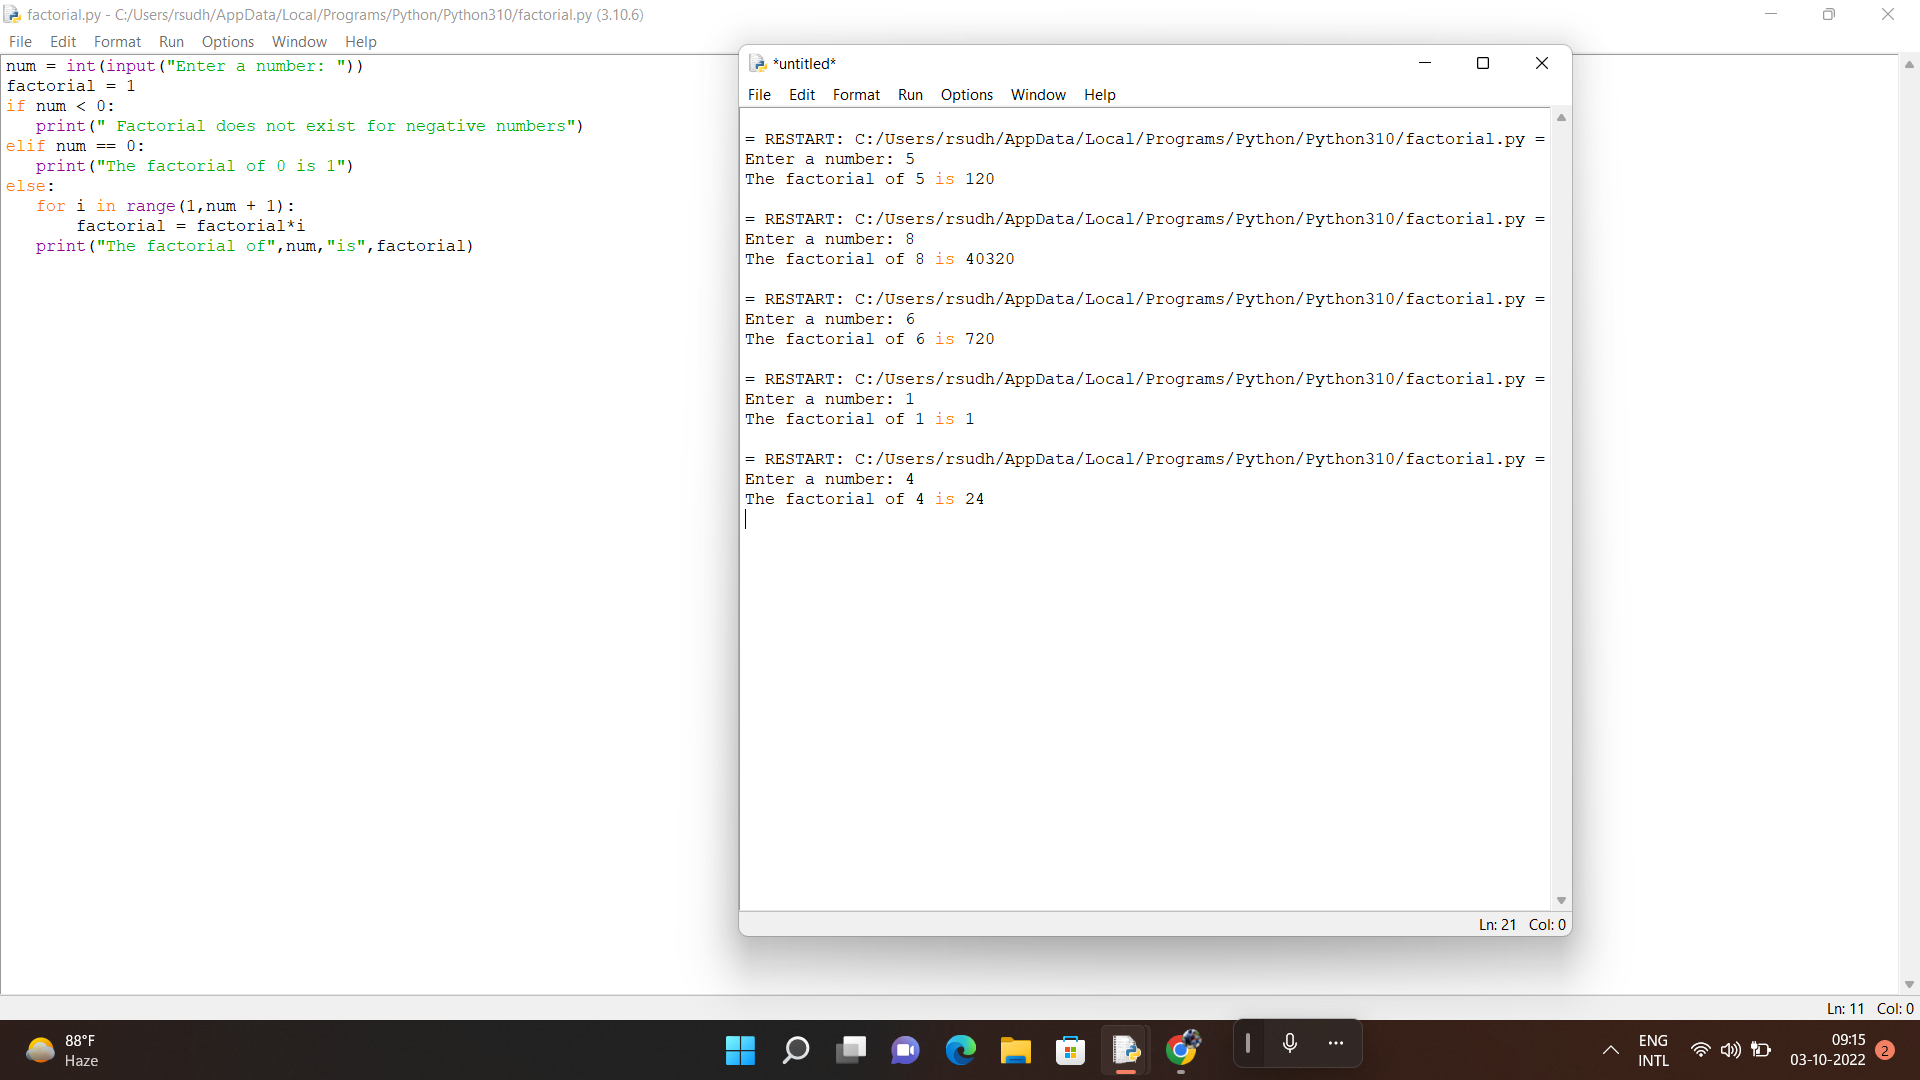 factorial.py - C:/Users/rsudh/AppData/Local/Programs/Python/Python310/factorial.py (3.10.6)
File Edit Format Run Options Window Help
num = int(input("Enter a number: "))
factorial = 1
if num < 0:
   print(" Factorial does not exist for negative numbers")
elif num == 0:
   print("The factorial of 0 is 1")
else:
   for i in range(1,num + 1):
       factorial = factorial*i
   print("The factorial of",num,"is",factorial)
*untitled*
File Edit Format Run Options Window Help
= RESTART: C:/Users/rsudh/AppData/Local/Programs/Python/Python310/factorial.py =
Enter a number: 5
The factorial of 5 is 120
= RESTART: C:/Users/rsudh/AppData/Local/Programs/Python/Python310/factorial.py =
Enter a number: 8
The factorial of 8 is 40320
= RESTART: C:/Users/rsudh/AppData/Local/Programs/Python/Python310/factorial.py =
Enter a number: 6
The factorial of 6 is 720
= RESTART: C:/Users/rsudh/AppData/Local/Programs/Python/Python310/factorial.py =
Enter a number: 1
The factorial of 1 is 1
= RESTART: C:/Users/rsudh/AppData/Local/Programs/Python/Python310/factorial.py =
Enter a number: 4
The factorial of 4 is 24
Ln: 21 Col: 0
Ln: 11 Col: 0
88°F
Haze
ENG
INTL
09:15
03-10-2022
2